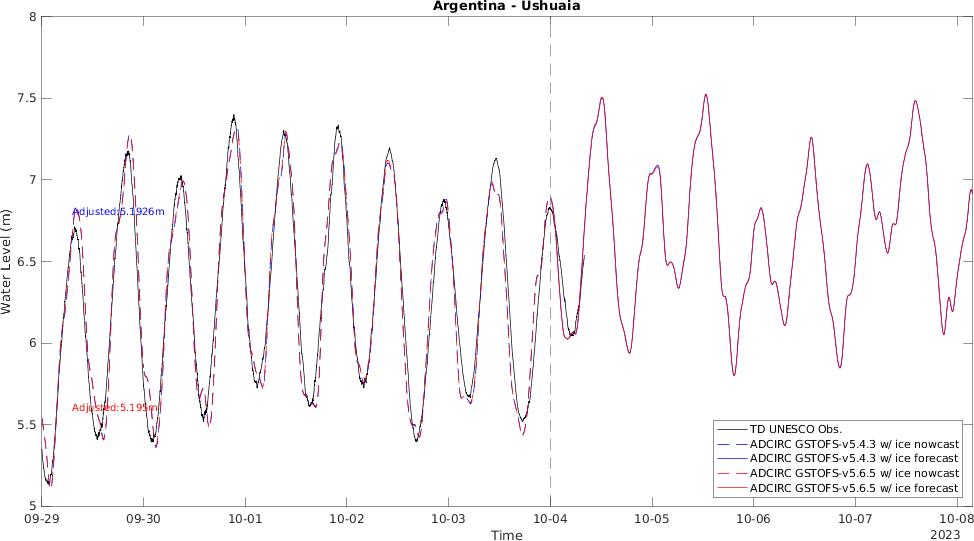 Argentina - Ushuaia
8
7.5
7
6.5
6
5.5
5
Water Level (m)
Adjusted:5.1926m
Adjusted:5.195m
TD UNESCO Obs.
ADCIRC GSTOFS-v5.4.3 w/ ice nowcast
ADCIRC GSTOFS-v5.4.3 w/ ice forecast
ADCIRC GSTOFS-v5.6.5 w/ ice nowcast
ADCIRC GSTOFS-v5.6.5 w/ ice forecast
09-29 09-30 10-01 10-02 10-03 10-04 10-05 10-06 10-07 10-08
2023
Time